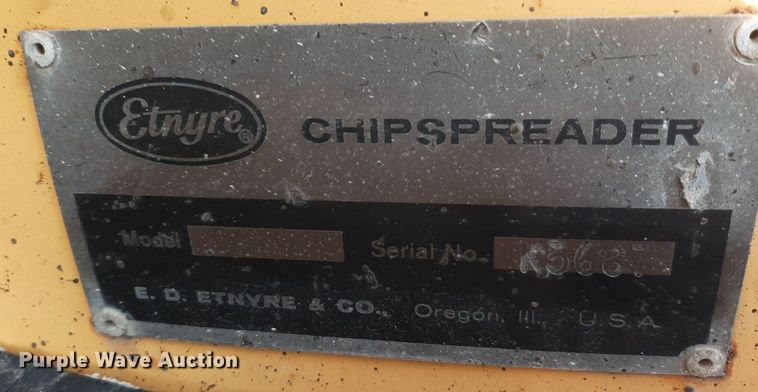 Etnyre®
CHIPSPREADER
Model
Serial No.
E. D. ETNYRE & CO., Oregon, Ill., U.S.A.
Purple Wave Auction